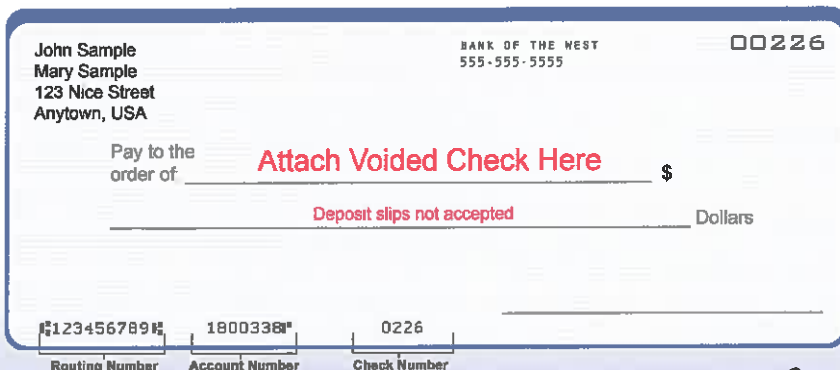 John Sample
Mary Sample
123 Nice Street
Anytown, USA
BANK OF THE WEST
555-555-5555
00226
Pay to the
order of
Attach Voided Check Here
$
Deposit slips not accepted
Dollars
⑆123456789⑆ 1800338⑈ 0226
Routing Number Account Number Check Number